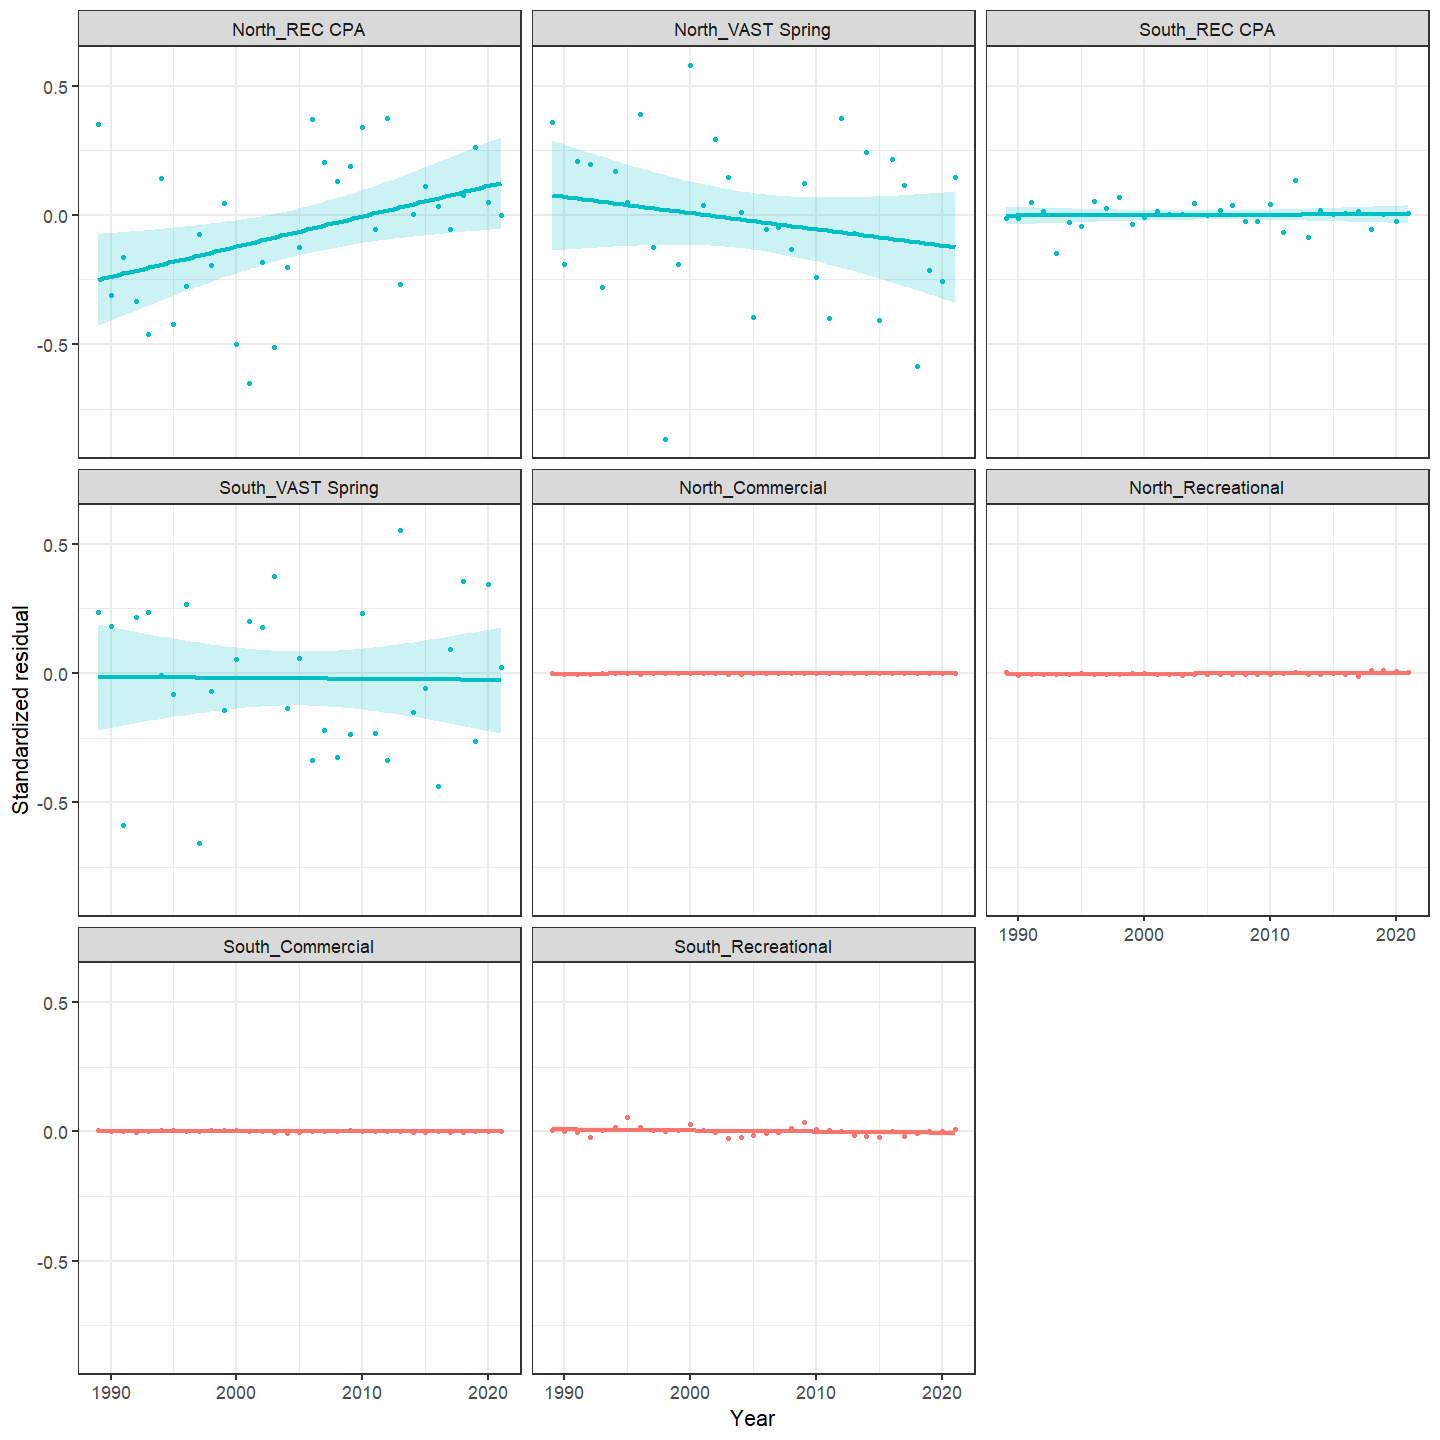 North_REC CPA
North_VAST Spring
South_REC CPA
0.5
0.0
-0.5
South_VAST Spring
North_Commercial
North_Recreational
0.5
0.0
-0.5
1990 2000 2010 2020
South_Commercial
South_Recreational
0.5
0.0
-0.5
1990 2000 2010 2020
1990 2000 2010 2020
Year
Standardized residual